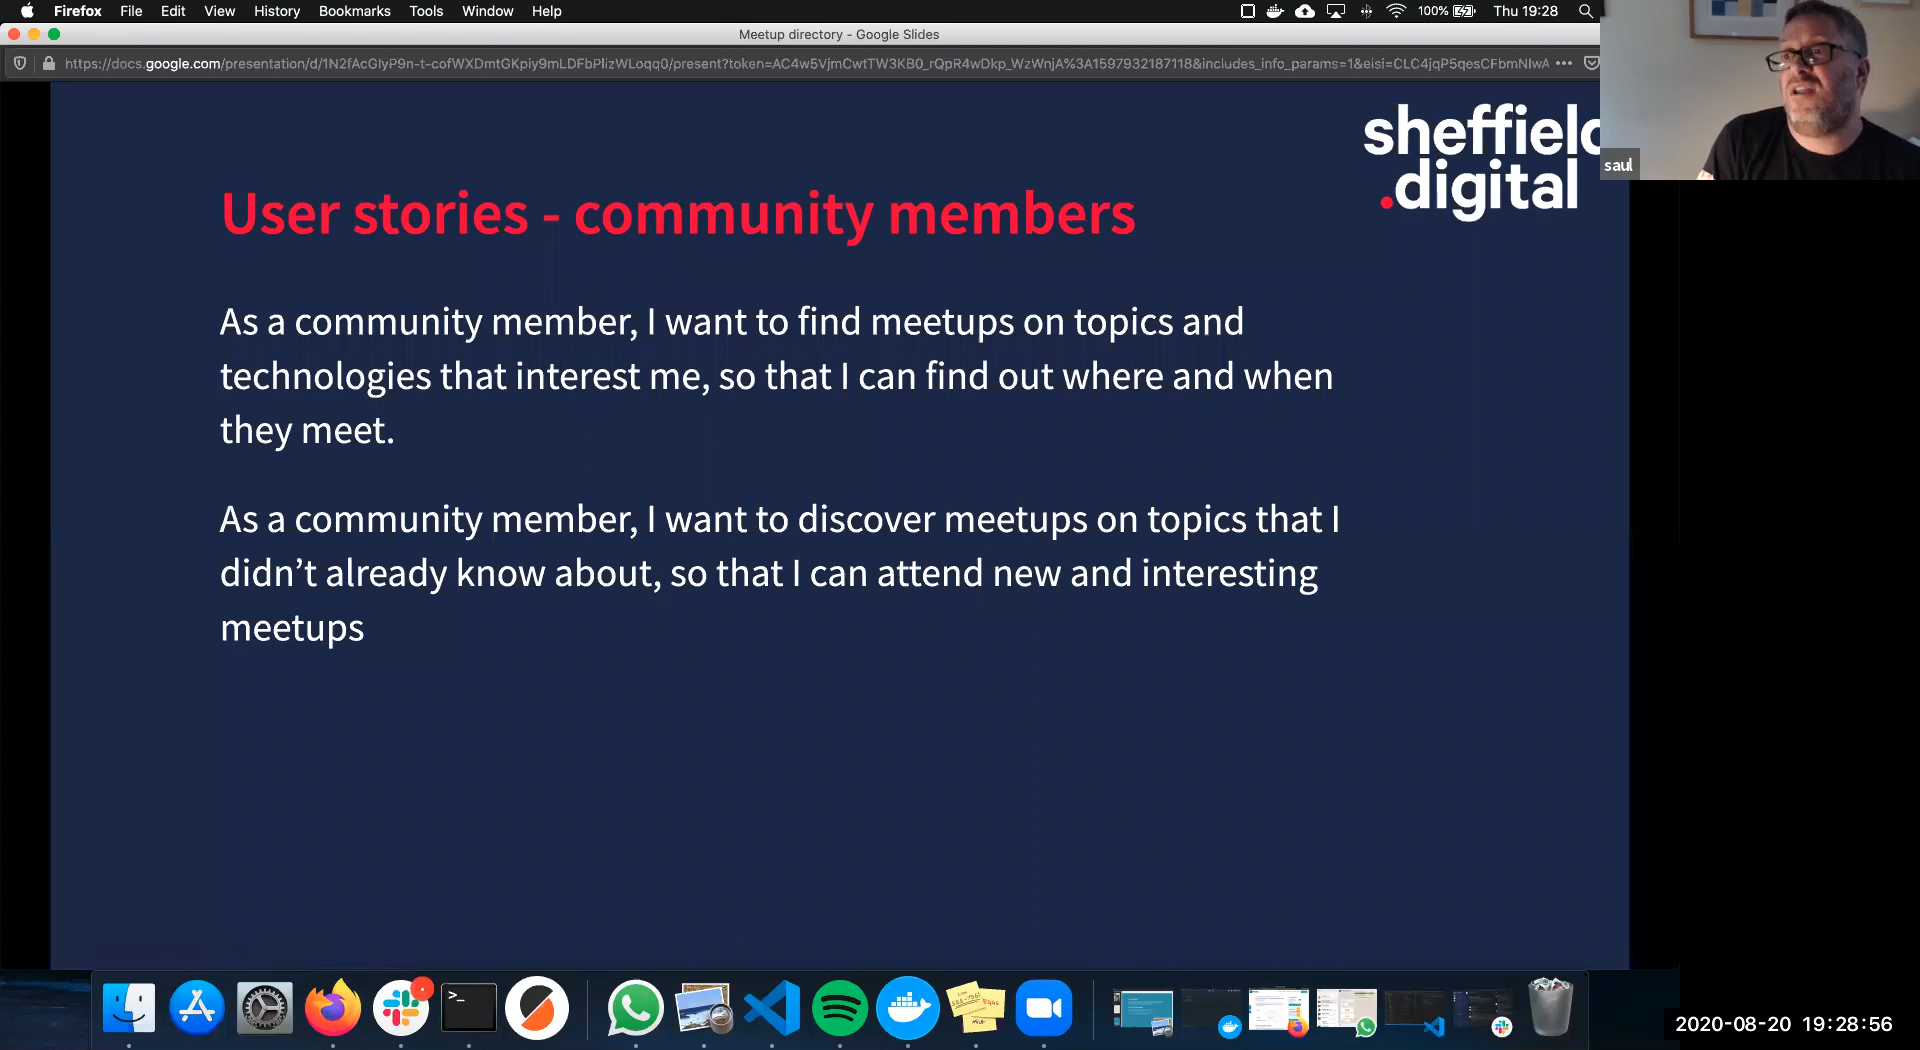 Firefox File Edit View History Bookmarks Tools Window Help 100% Thu 19:28
Meetup directory - Google Slides
https://docs.google.com/presentation/d/1N2fAcGlyP9n-t-cofWXDmtGKpiy9mLDFbPlizWLoqq0/present?token=AC4w5VjmCwtTW3KB0_rQpR4wDkp_WzWnjA%3A1597932187118&includes_info_params=1&eisi=CLC4jqP5qesCFbmNlwA
saul
sheffield
.digital
User stories - community members
As a community member, I want to find meetups on topics and
technologies that interest me, so that I can find out where and when
they meet.
As a community member, I want to discover meetups on topics that I
didn’t already know about, so that I can attend new and interesting
meetups
2020-08-20 19:28:56